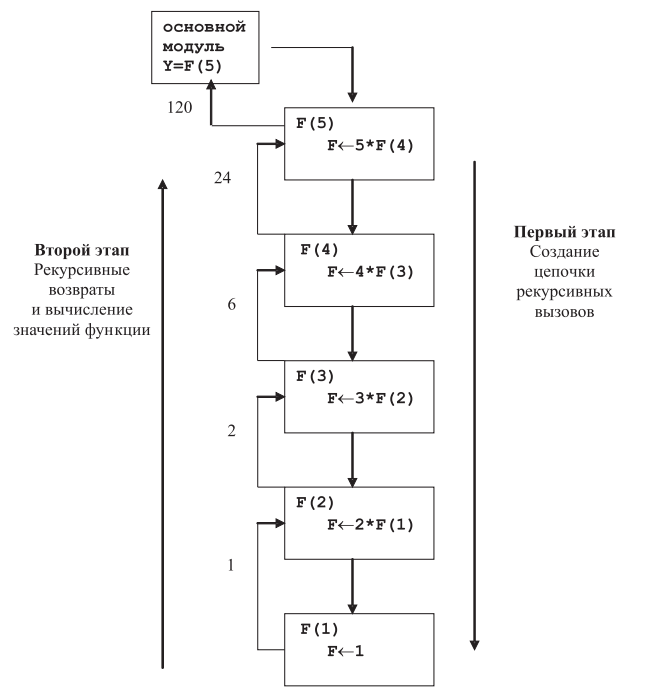 ОСНОВНОЙ
МОДУЛЬ
Y=F(5)
120
F(5)
F←5*F(4)
24
F(4)
F←4*F(3)
6
F(3)
F←3*F(2)
2
F(2)
F←2*F(1)
1
F(1)
F←1
Второй этап
Рекурсивные
возвраты
и вычисление
значений функции
Первый этап
Создание
цепочки
рекурсивных
вызовов